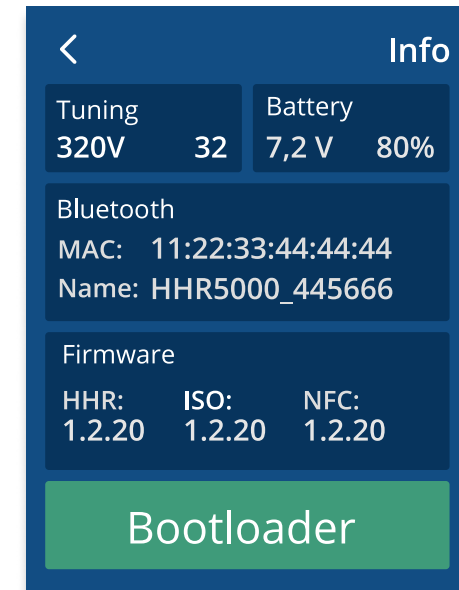 Info
Tuning
320V 32
Battery
7,2 V 80%
Bluetooth
MAC: 11:22:33:44:44:44
Name: HHR5000_445666
Firmware
HHR: ISO: NFC:
1.2.20 1.2.20 1.2.20
Bootloader